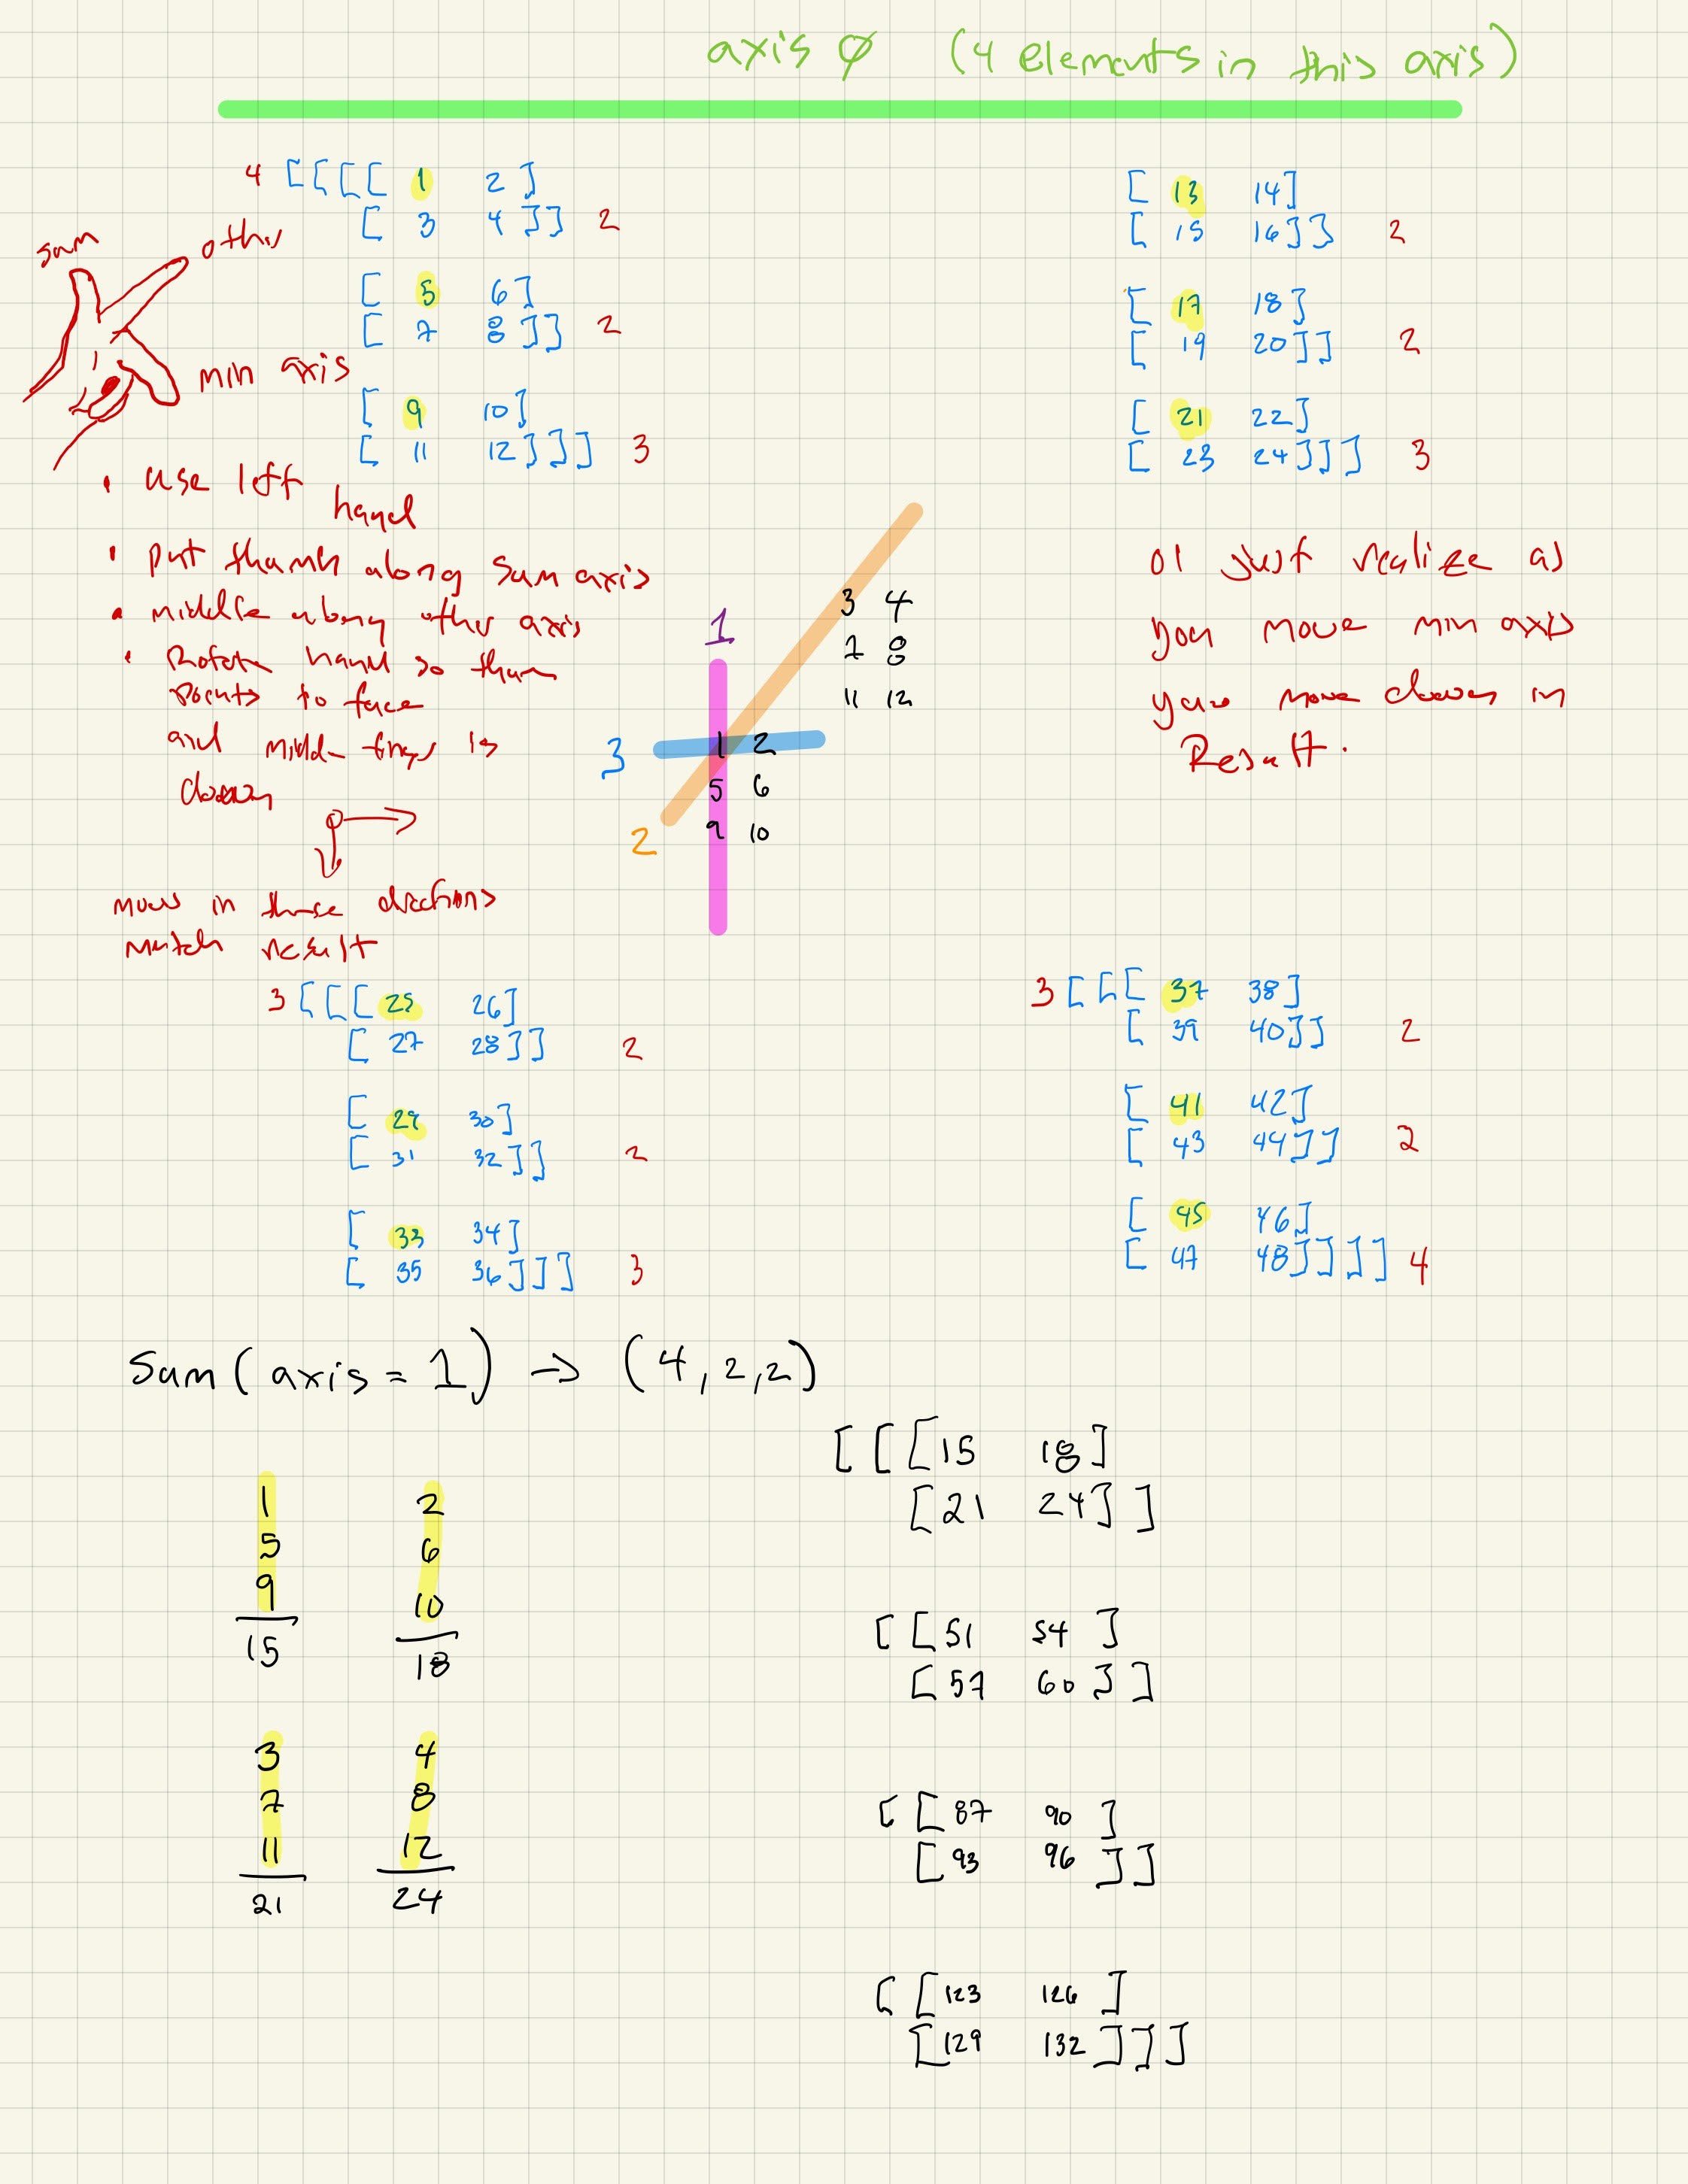 axis ∅ (4 elements in this axis)
4 [[[[ 1 2 ]
[ 3 4 ]] 2
[ 5 6 ]
[ 7 8 ]] 2
[ 9 10 ]
[ 11 12 ]]] 3
[ 13 14 ]
[ 15 16 ]] 2
[ 17 18 ]
[ 19 20 ]] 2
[ 21 22 ]
[ 23 24 ]]] 3
sum
other
min axis
• use left hand
• put thumb along sum axis
• middle along other axis
• Rotate hand so thum
points to face
and middle finger is
down
move in these directions
match result
1
3 4
7 8
11 12
3
1 2
5 6
9 10
2
or just realize as
you move min axis
you move down in
Result.
3 [[[ 25 26 ]
[ 27 28 ]] 2
[ 29 30 ]
[ 31 32 ]] 2
[ 33 34 ]
[ 35 36 ]]] 3
3 [[[ 37 38 ]
[ 39 40 ]] 2
[ 41 42 ]
[ 43 44 ]] 2
[ 45 46 ]
[ 47 48 ]]]] 4
Sum(axis = 1) → (4, 2, 2)
1 2
5 6
9 10
15 18
3 4
7 8
11 12
21 24
[[[ 15 18 ]
[ 21 24 ]]
[[ 51 54 ]
[ 57 60 ]]
[[ 87 90 ]
[ 93 96 ]]
[[ 123 126 ]
[ 129 132 ]]]